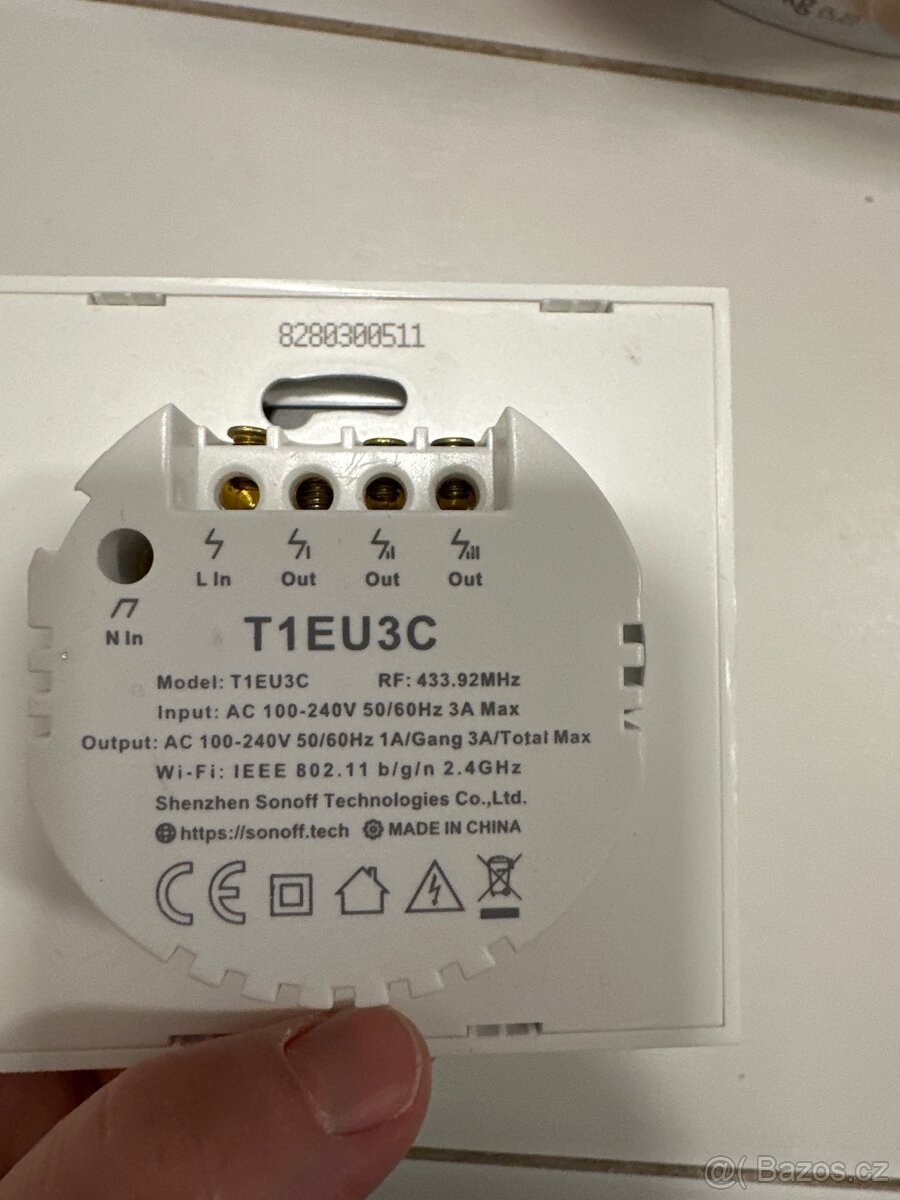 8280300511
L In
Out
Out
Out
N In
T1EU3C
Model: T1EU3C RF: 433.92MHz
Input: AC 100-240V 50/60Hz 3A Max
Output: AC 100-240V 50/60Hz 1A/Gang 3A/Total Max
Wi-Fi: IEEE 802.11 b/g/n 2.4GHz
Shenzhen Sonoff Technologies Co.,Ltd.
https://sonoff.tech MADE IN CHINA
CE
@( Bazos.cz